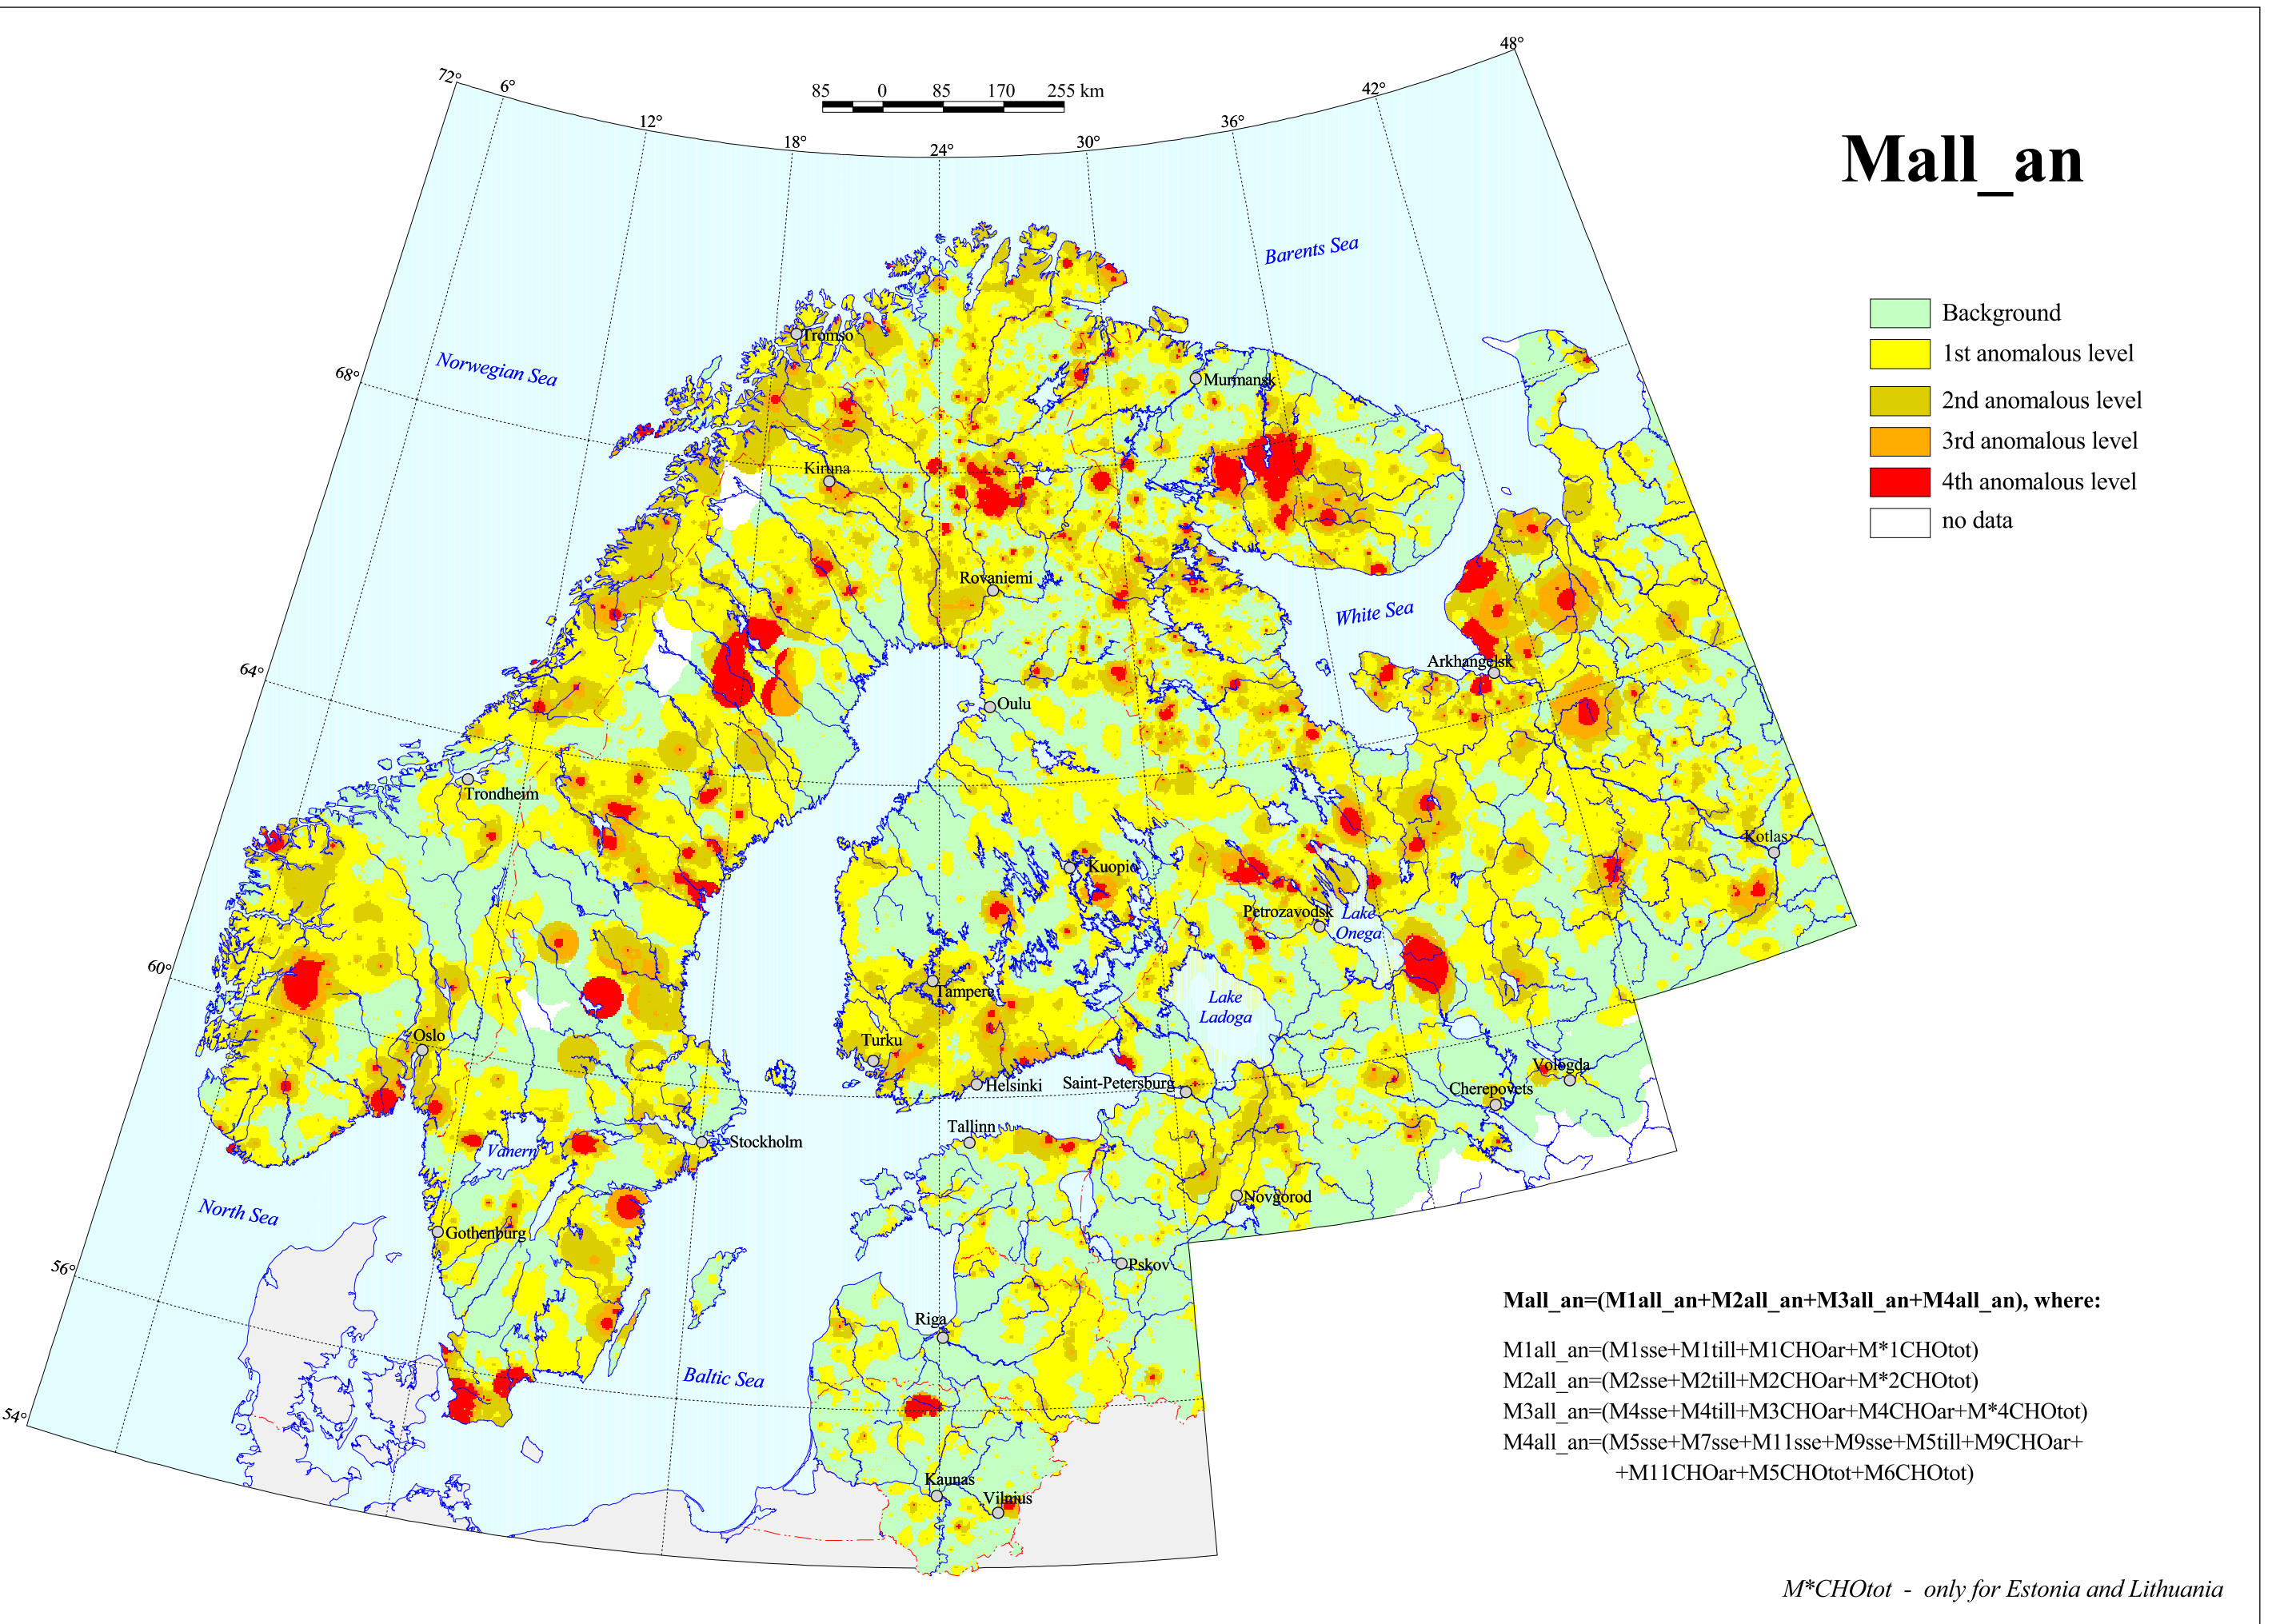 48°
72°
6°
85 0 85 170 255 km
42°
12°
36°
18°
30°
24°
Mall_an
Barents Sea
Background
1st anomalous level
2nd anomalous level
3rd anomalous level
4th anomalous level
no data
Tromso
Norwegian Sea
68°
Murmansk
Kiruna
Rovaniemi
White Sea
Arkhangelsk
64°
Oulu
Trondheim
Kotlas
Kuopio
Petrozavodsk
Lake
Onega
60°
Tampere
Lake
Ladoga
Oslo
Turku
Vologda
Helsinki
Saint-Petersburg
Cherepovets
Tallinn
Stockholm
Vanern
Novgorod
North Sea
Gothenburg
56°
Pskov
Mall_an=(M1all_an+M2all_an+M3all_an+M4all_an), where:
Riga
M1all_an=(M1sse+M1till+M1CHOar+M*1CHOtot)
Baltic Sea
M2all_an=(M2sse+M2till+M2CHOar+M*2CHOtot)
54°
M3all_an=(M4sse+M4till+M3CHOar+M4CHOar+M*4CHOtot)
M4all_an=(M5sse+M7sse+M11sse+M9sse+M5till+M9CHOar+
+M11CHOar+M5CHOtot+M6CHOtot)
Kaunas
Vilnius
M*CHOtot - only for Estonia and Lithuania